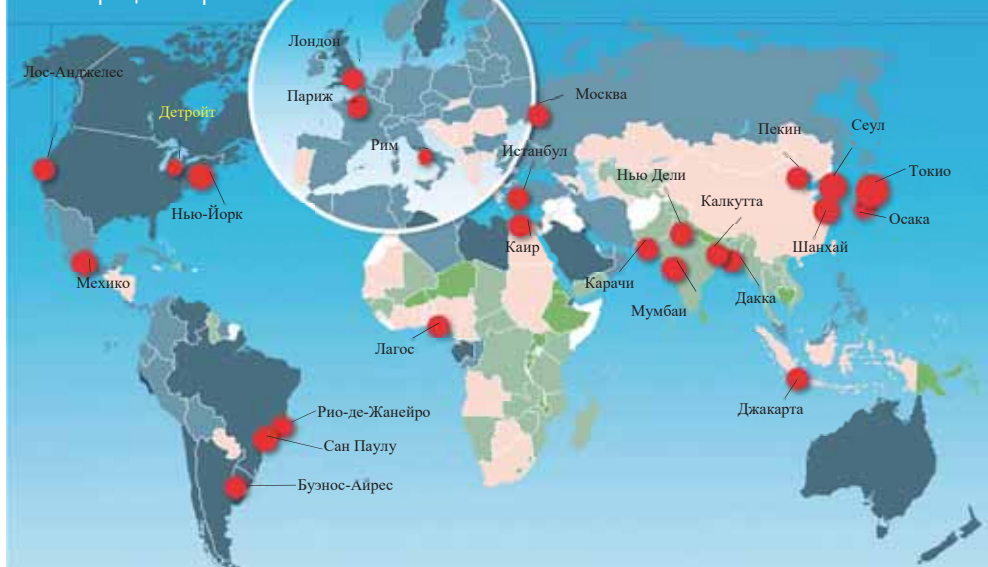 Лондон
Лос-Анджелес
Париж
Москва
Детройт
Пекин
Сеул
Рим
Истанбул
Нью Дели
Токио
Калкутта
Нью-Йорк
Осака
Каир
Шанхай
Мехико
Карачи
Дакка
Мумбаи
Лагос
Джакарта
Рио-де-Жанейро
Сан Паулу
Буэнос-Айрес